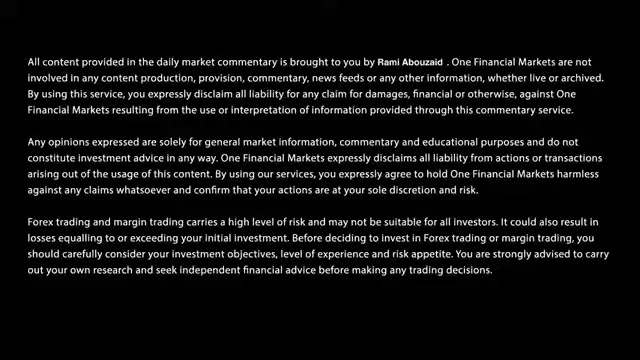 All content provided in the daily market commentary is brought to you by Rami Abouzaid . One Financial Markets are not
involved in any content production, provision, commentary, news feeds or any other information, whether live or archived.
By using this service, you expressly disclaim all liability for any claim for damages, financial or otherwise, against One
Financial Markets resulting from the use or interpretation of information provided through this commentary service.
Any opinions expressed are solely for general market information, commentary and educational purposes and do not
constitute investment advice in any way. One Financial Markets expressly disclaims all liability from actions or transactions
arising out of the usage of this content. By using our services, you expressly agree to hold One Financial Markets harmless
against any claims whatsoever and confirm that your actions are at your sole discretion and risk.
Forex trading and margin trading carries a high level of risk and may not be suitable for all investors. It could also result in
losses equalling to or exceeding your initial investment. Before deciding to invest in Forex trading or margin trading, you
should carefully consider your investment objectives, level of experience and risk appetite. You are strongly advised to carry
out your own research and seek independent financial advice before making any trading decisions.